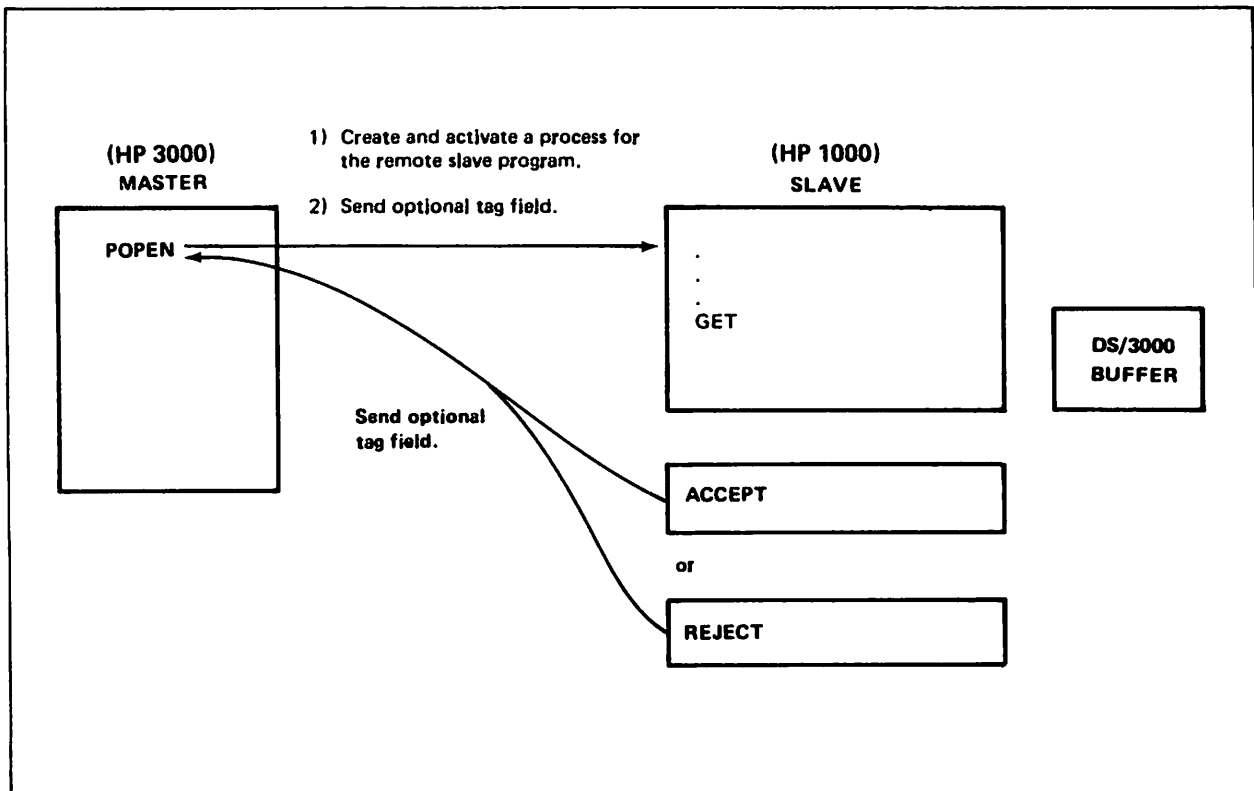 (HP 3000)
MASTER
1) Create and activate a process for
the remote slave program.
2) Send optional tag field.
(HP 1000)
SLAVE
POPEN
.
.
.
GET
DS/3000
BUFFER
Send optional
tag field.
ACCEPT
or
REJECT